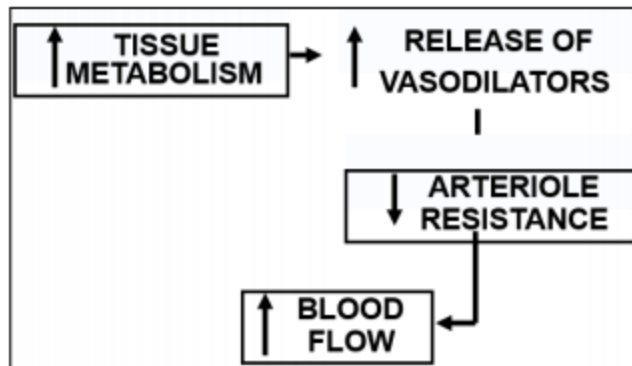 TISSUE
METABOLISM
RELEASE OF
VASODILATORS
ARTERIOLE
RESISTANCE
BLOOD
FLOW